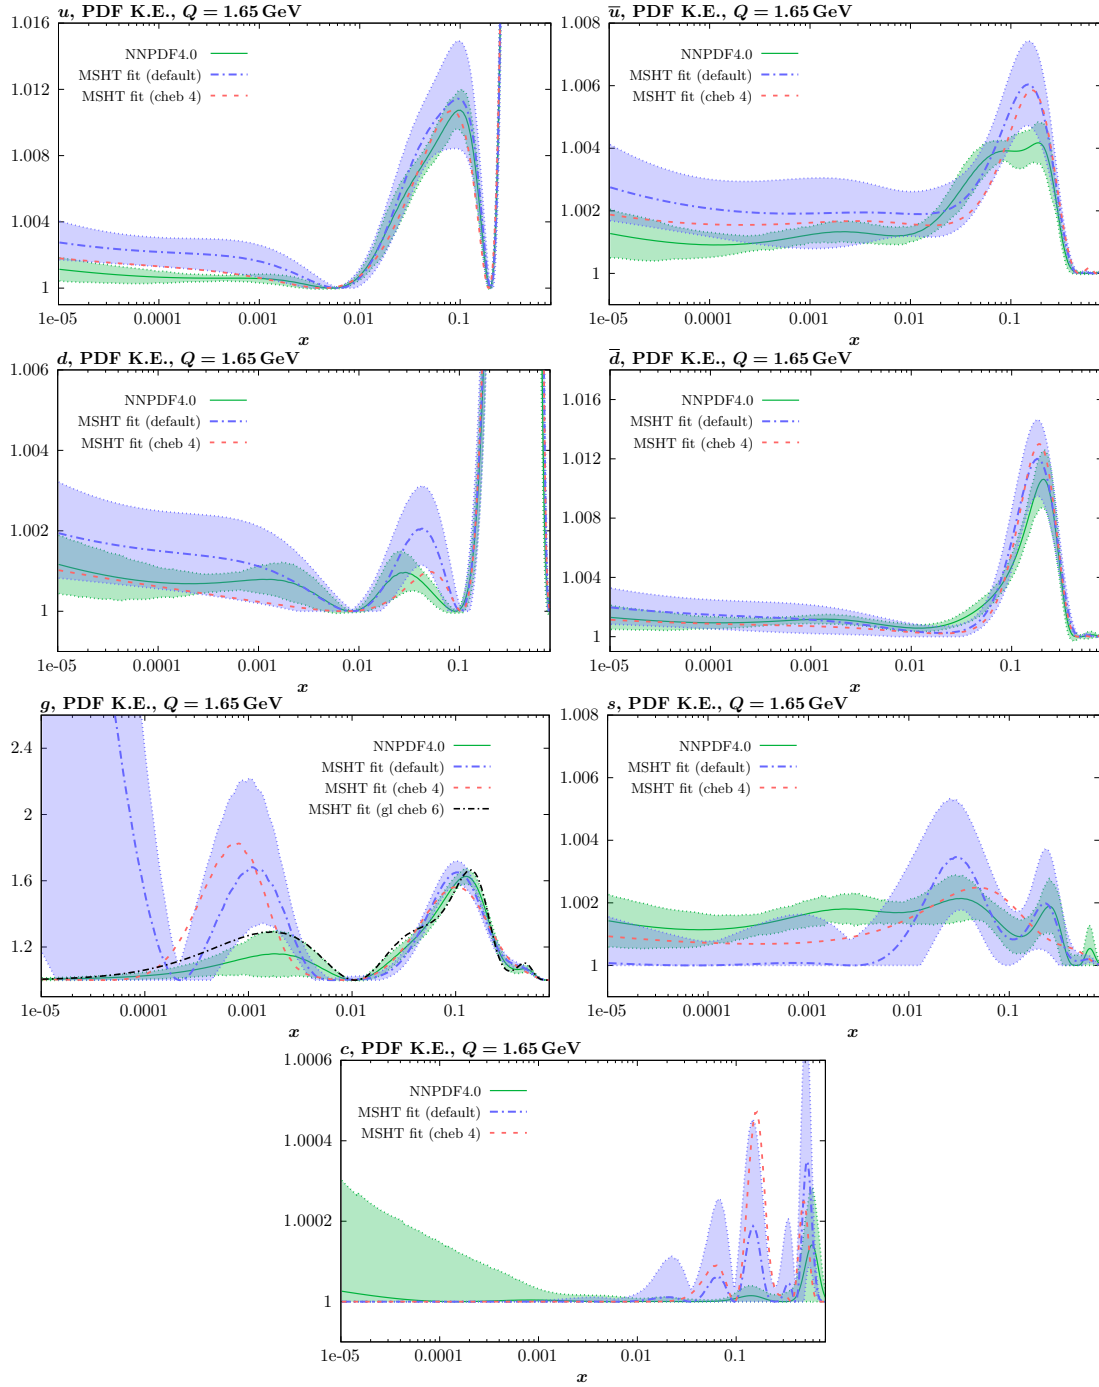 u, PDF K.E., Q = 1.65 GeV
1.016
1.012
1.008
1.004
1
NNPDF4.0
MSHT fit (default)
MSHT fit (cheb 4)
1e-05 0.0001 0.001 0.01 0.1
x
u̅, PDF K.E., Q = 1.65 GeV
1.008
1.006
1.004
1.002
1
NNPDF4.0
MSHT fit (default)
MSHT fit (cheb 4)
1e-05 0.0001 0.001 0.01 0.1
x
d, PDF K.E., Q = 1.65 GeV
1.006
1.004
1.002
1
NNPDF4.0
MSHT fit (default)
MSHT fit (cheb 4)
1e-05 0.0001 0.001 0.01 0.1
x
d̅, PDF K.E., Q = 1.65 GeV
1.016
1.012
1.008
1.004
1
NNPDF4.0
MSHT fit (default)
MSHT fit (cheb 4)
1e-05 0.0001 0.001 0.01 0.1
x
g, PDF K.E., Q = 1.65 GeV
2.4
2
1.6
1.2
NNPDF4.0
MSHT fit (default)
MSHT fit (cheb 4)
MSHT fit (gl cheb 6)
1e-05 0.0001 0.001 0.01 0.1
x
s, PDF K.E., Q = 1.65 GeV
1.008
1.006
1.004
1.002
1
NNPDF4.0
MSHT fit (default)
MSHT fit (cheb 4)
1e-05 0.0001 0.001 0.01 0.1
x
c, PDF K.E., Q = 1.65 GeV
1.0006
1.0004
1.0002
1
NNPDF4.0
MSHT fit (default)
MSHT fit (cheb 4)
1e-05 0.0001 0.001 0.01 0.1
x